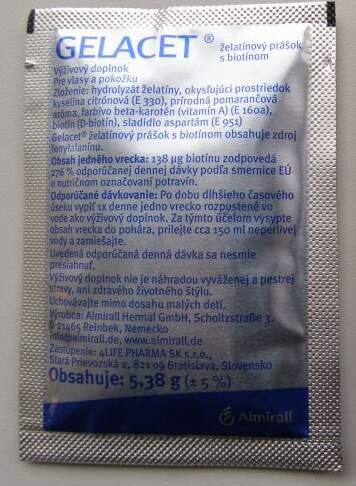 GELACET®
želatínový prášok
s biotínom
Výživový doplnok
Pre vlasy a pokožku
Zloženie: hydrolyzát želatíny, okysľujúci prostriedok
kyselina citrónová (E 330), prírodná pomarančová
aróma, farbivo beta-karotén (vitamín A) (E 160a),
biotín (D-biotín), sladidlo aspartám (E 951)
Gelacet® želatínový prášok s biotínom obsahuje zdroj
fenylalanínu.
Obsah jedného vrecka: 138 µg biotínu zodpovedá
276 % odporúčanej dennej dávky podľa smernice EÚ
o nutričnom označovaní potravín.
Odporúčané dávkovanie: Po dobu dlhšieho časového
úseku vypiť 1x denne jedno vrecko rozpustené vo
vode ako výživový doplnok. Za týmto účelom vysypte
obsah vrecka do pohára, prilejte cca 150 ml neperlivej
vody a zamiešajte.
Uvedená odporúčaná denná dávka sa nesmie
presiahnuť.
Výživový doplnok nie je náhradou vyváženej a pestrej
stravy, ani zdravého životného štýlu.
Uchovávajte mimo dosahu malých detí.
Výrobca: Almirall Hermal GmbH, Scholtzstraße 3,
D 21465 Reinbek, Nemecko
info@almirall.de, www.almirall.de
Zastúpenie: 4LIFE PHARMA SK s.r.o.,
Stará Prievozská 2, 821 09 Bratislava, Slovensko
Obsahuje: 5,38 g (± 5 %)
Almirall